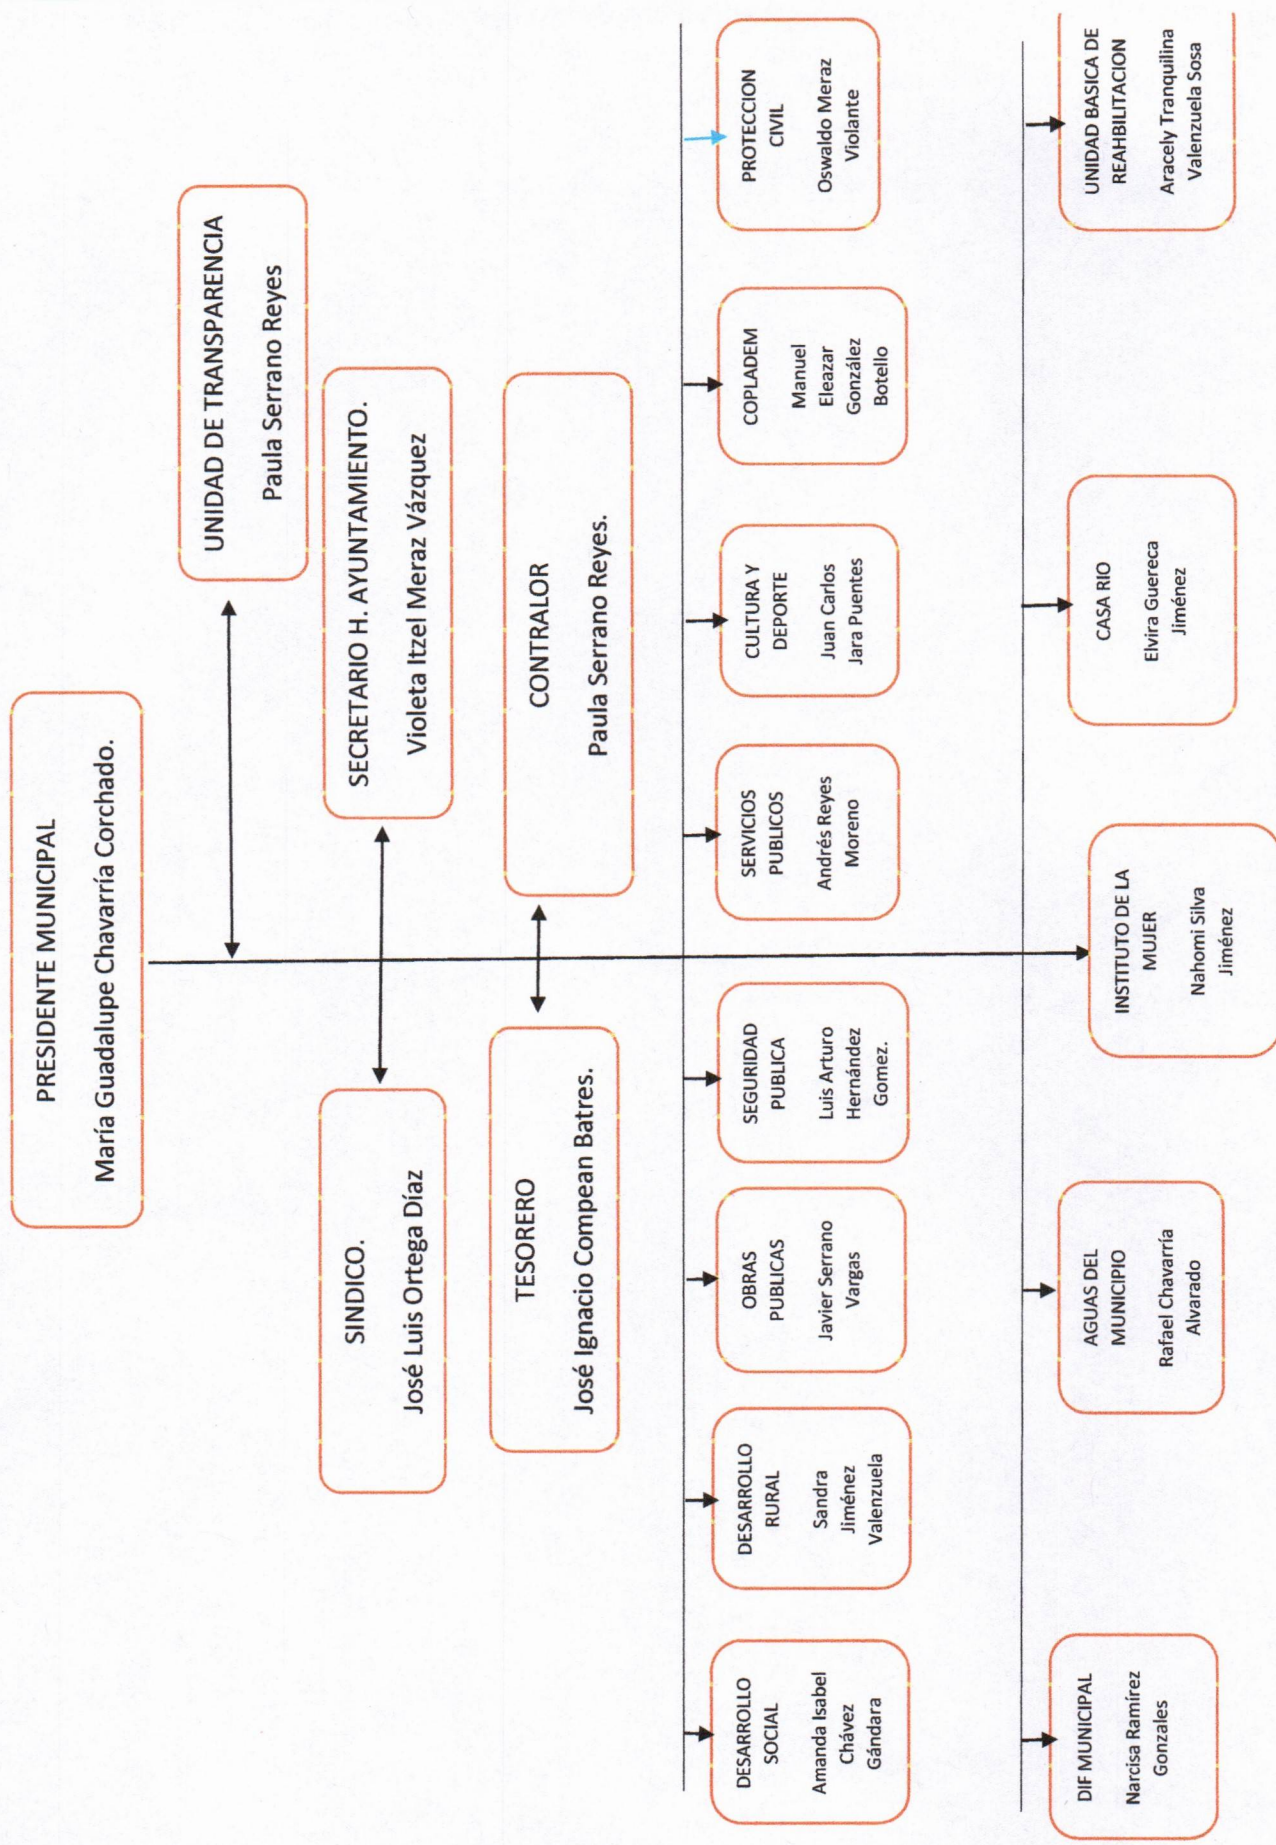 PRESIDENTE MUNICIPAL
María Guadalupe Chavarría Corchado.
UNIDAD DE TRANSPARENCIA
Paula Serrano Reyes
SINDICO.
José Luis Ortega Díaz
SECRETARIO H. AYUNTAMIENTO.
Violeta Itzel Meraz Vázquez
TESORERO
José Ignacio Compean Batres.
CONTRALOR
Paula Serrano Reyes.
DESARROLLO
SOCIAL
Amanda Isabel
Chávez
Gándara
DESARROLLO
RURAL
Sandra
Jiménez
Valenzuela
OBRAS
PUBLICAS
Javier Serrano
Vargas
SEGURIDAD
PUBLICA
Luis Arturo
Hernández
Gomez.
SERVICIOS
PUBLICOS
Andrés Reyes
Moreno
CULTURA Y
DEPORTE
Juan Carlos
Jara Puentes
COPLADEM
Manuel
Eleazar
González
Botello
PROTECCION
CIVIL
Oswaldo Meraz
Violante
DIF MUNICIPAL
Narcisa Ramírez
Gonzales
AGUAS DEL
MUNICIPIO
Rafael Chavarría
Alvarado
INSTITUTO DE LA
MUJER
Nahomi Silva
Jiménez
CASA RIO
Elvira Guereca
Jiménez
UNIDAD BASICA DE
REAHBILITACION
Aracely Tranquilina
Valenzuela Sosa